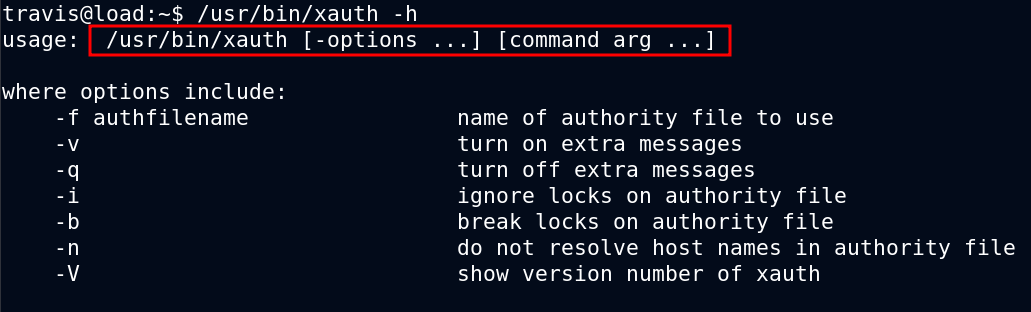 travis@load:~$ /usr/bin/xauth -h
usage:  /usr/bin/xauth [-options ...] [command arg ...]
where options include:
    -f authfilename                name of authority file to use
    -v                             turn on extra messages
    -q                             turn off extra messages
    -i                             ignore locks on authority file
    -b                             break locks on authority file
    -n                             do not resolve host names in authority file
    -V                             show version number of xauth